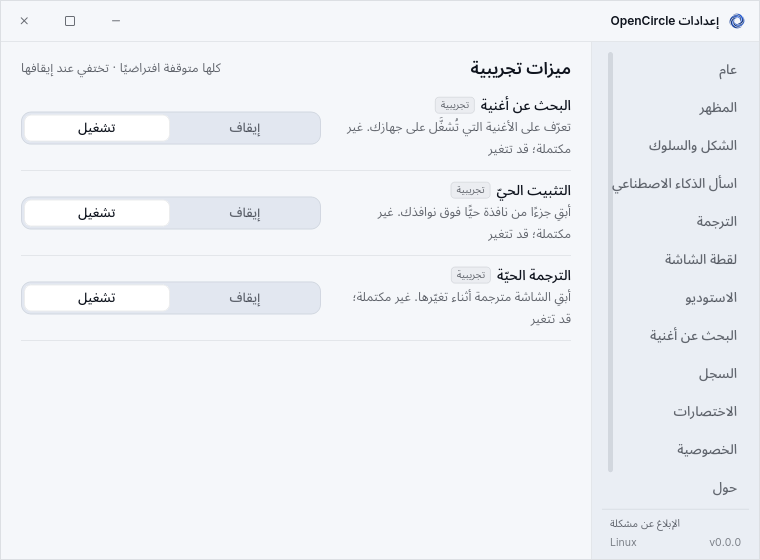 إعدادات OpenCircle
عام
المظهر
الشكل والسلوك
اسأل الذكاء الاصطناعي
الترجمة
لقطة الشاشة
الاستوديو
البحث عن أغنية
السجل
الاختصارات
الخصوصية
حول
الإبلاغ عن مشكلة
v0.0.0 Linux
ميزات تجريبية
كلها متوقفة افتراضيًا · تختفي عند إيقافها
البحث عن أغنية تجريبية
تعرّف على الأغنية التي تُشغَّل على جهازك. غير
مكتملة؛ قد تتغير
إيقاف تشغيل
التثبيت الحيّ تجريبية
أبقِ جزءًا من نافذة حيًّا فوق نوافذك. غير
مكتملة؛ قد تتغير
إيقاف تشغيل
الترجمة الحيّة تجريبية
أبقِ الشاشة مترجمة أثناء تغيّرها. غير مكتملة؛
قد تتغير
إيقاف تشغيل